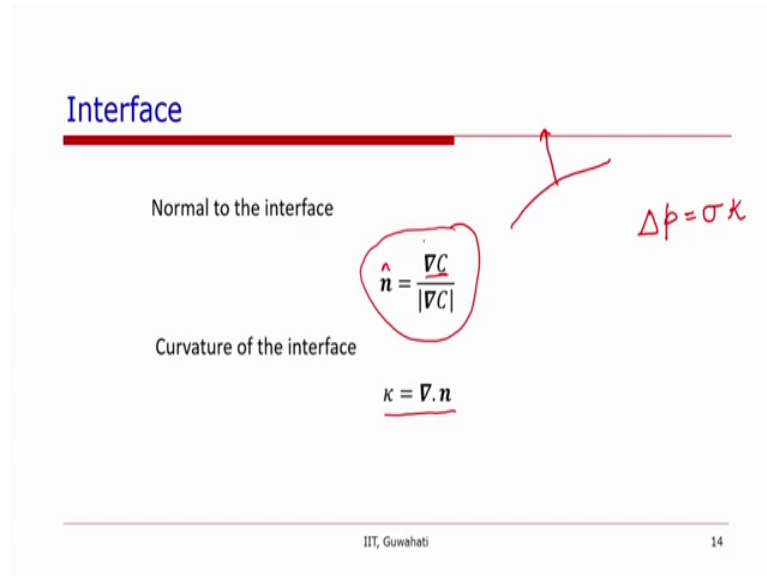 Interface
Normal to the interface
Δp = σκ
n̂ = ∇C / |∇C|
Curvature of the interface
κ = ∇.n
IIT, Guwahati
14